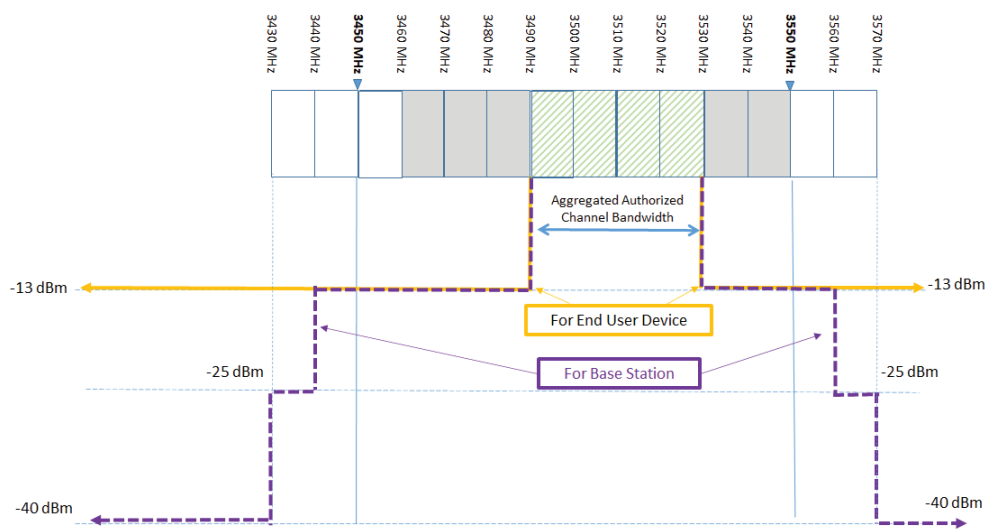 3430 MHz
3440 MHz
3450 MHz
3460 MHz
3470 MHz
3480 MHz
3490 MHz
3500 MHz
3510 MHz
3520 MHz
3530 MHz
3540 MHz
3550 MHz
3560 MHz
3570 MHz
Aggregated Authorized
Channel Bandwidth
-13 dBm
-13 dBm
For End User Device
-25 dBm
For Base Station
-25 dBm
-40 dBm
-40 dBm